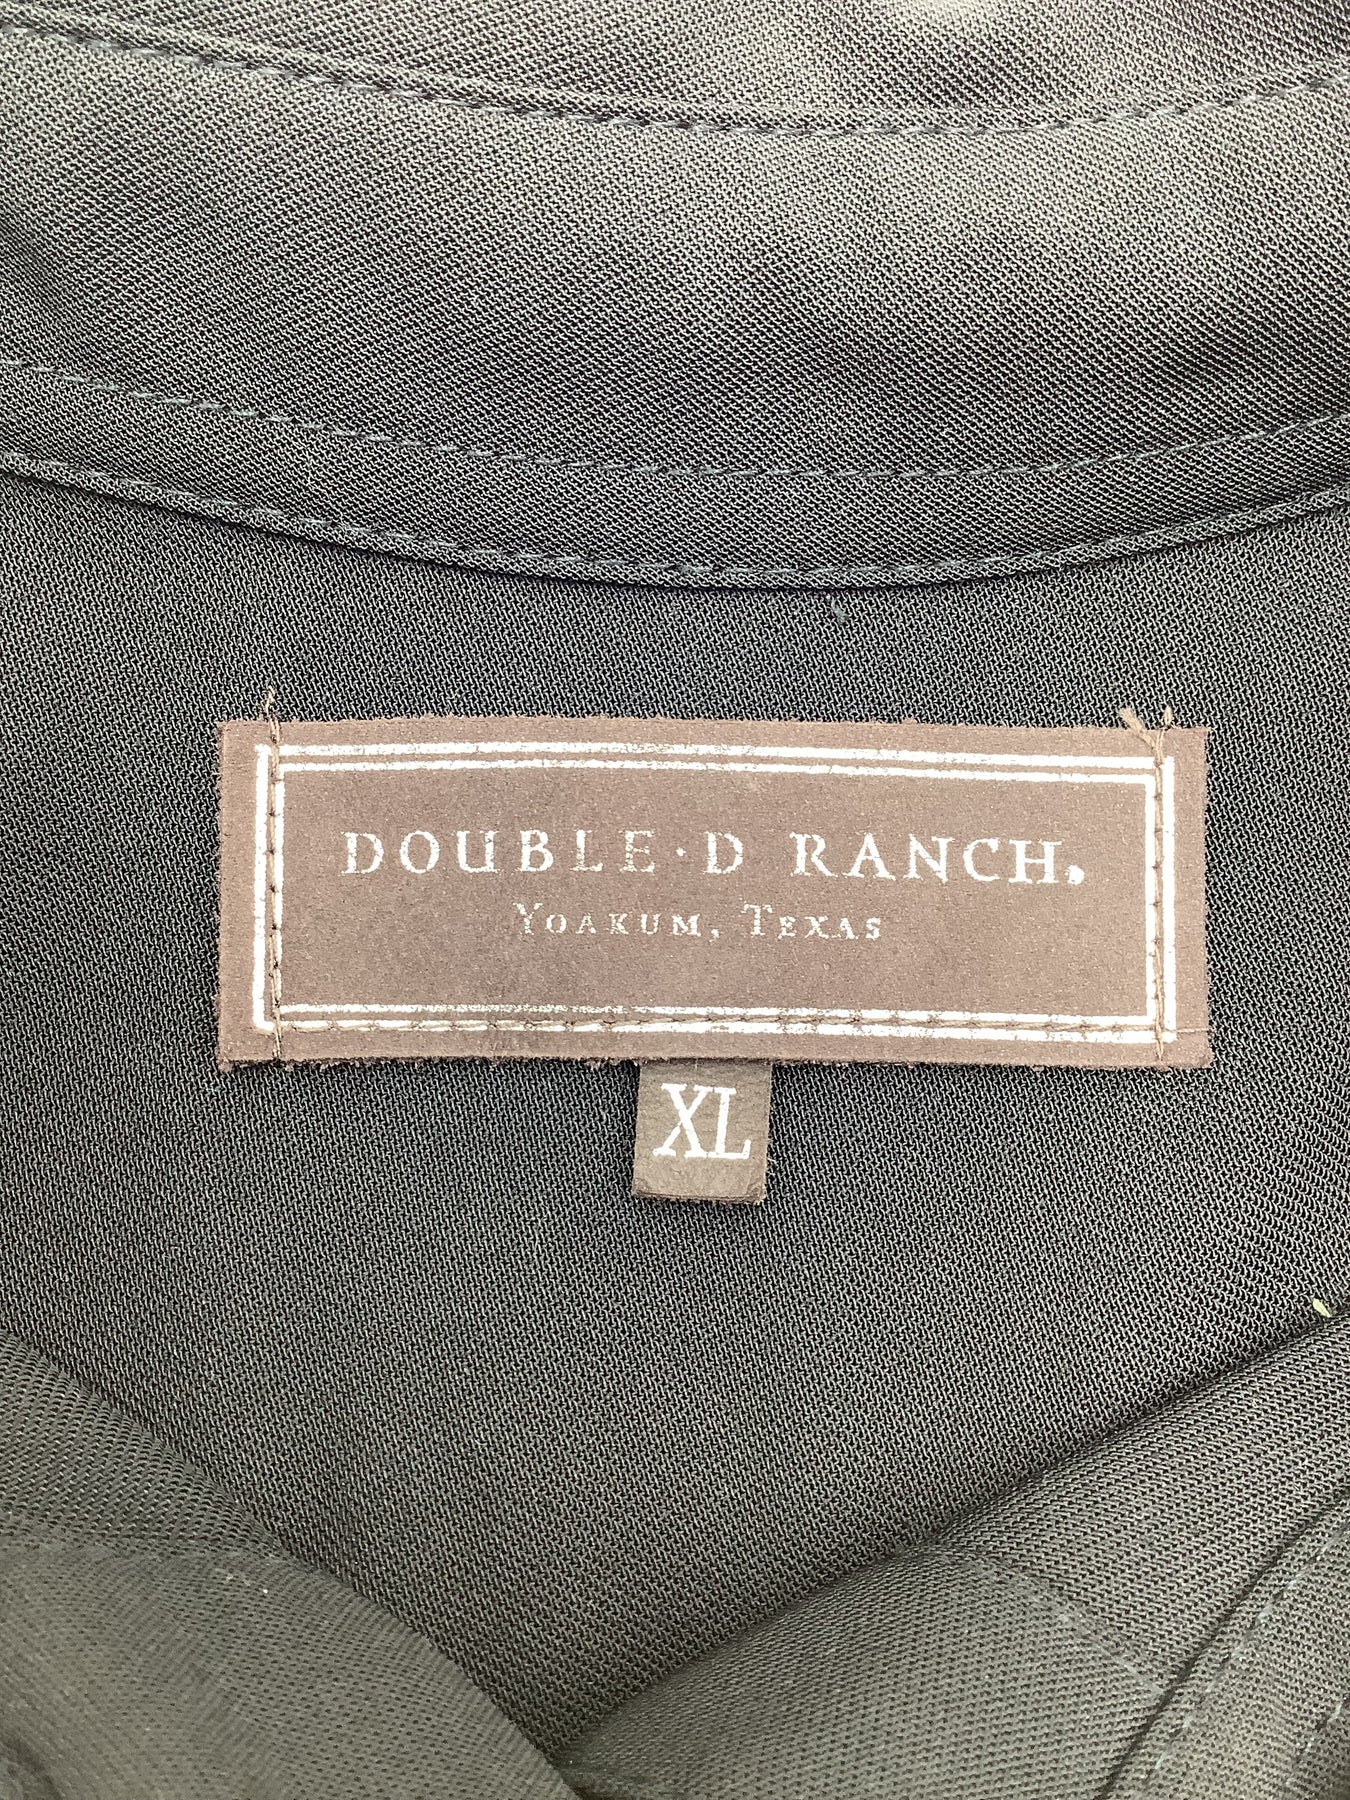 DOUBLE·D RANCH®
YOAKUM, TEXAS
XL